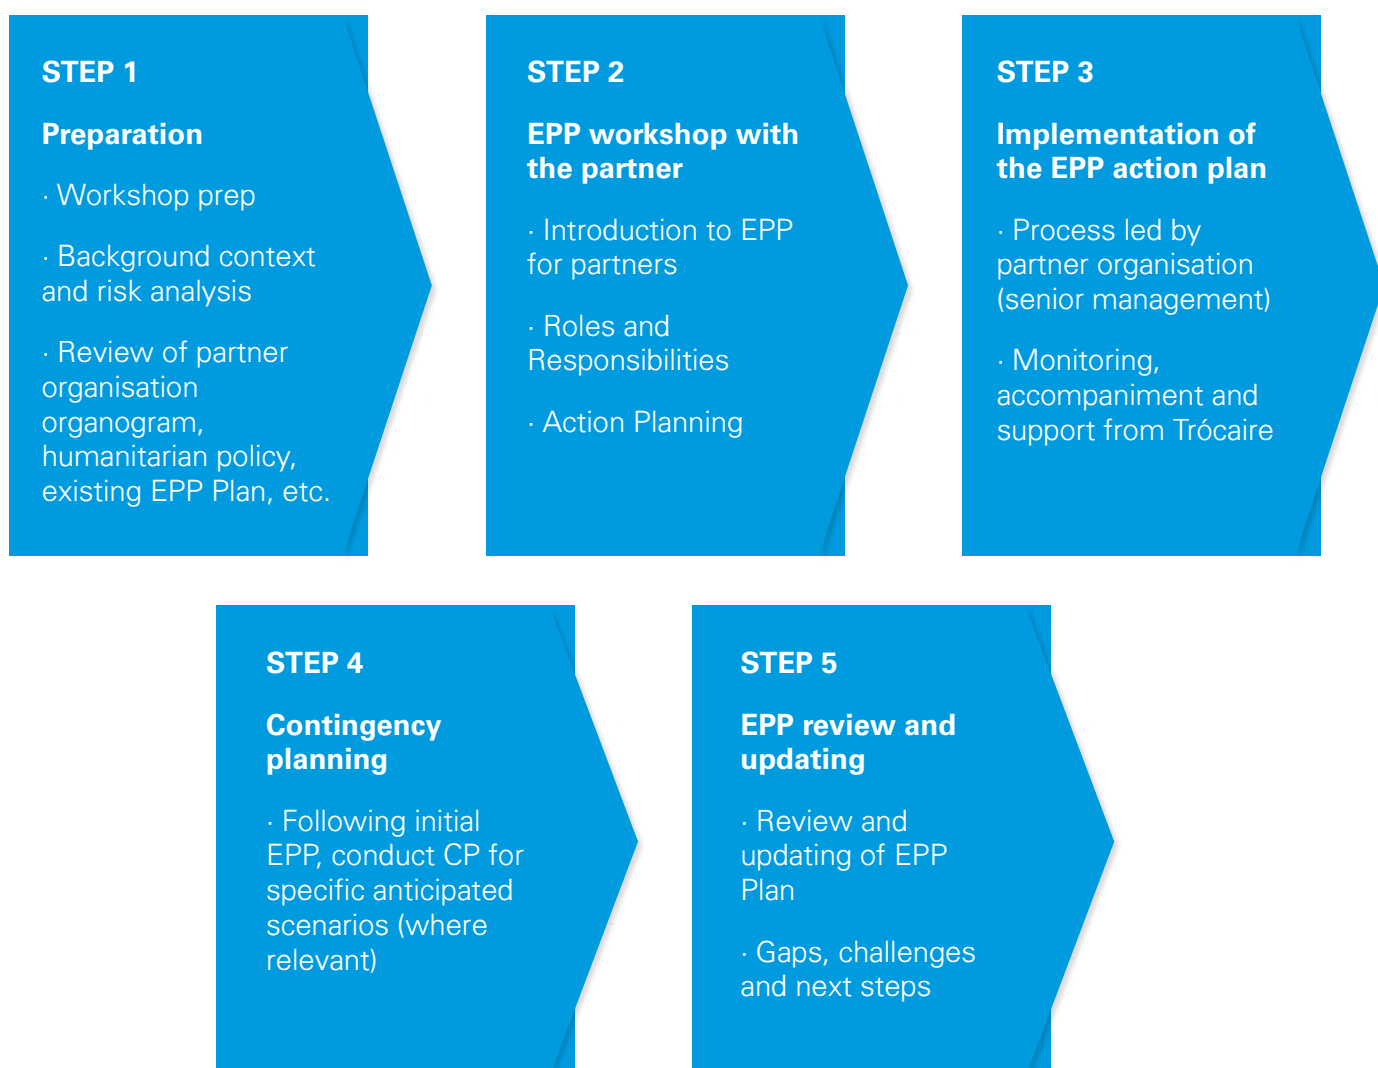 STEP 1
Preparation
· Workshop prep
· Background context
and risk analysis
· Review of partner
organisation
organogram,
humanitarian policy,
existing EPP Plan, etc.
STEP 2
EPP workshop with
the partner
· Introduction to EPP
for partners
· Roles and
Responsibilities
· Action Planning
STEP 3
Implementation of
the EPP action plan
· Process led by
partner organisation
(senior management)
· Monitoring,
accompaniment and
support from Trócaire
STEP 4
Contingency
planning
· Following initial
EPP, conduct CP for
specific anticipated
scenarios (where
relevant)
STEP 5
EPP review and
updating
· Review and
updating of EPP
Plan
· Gaps, challenges
and next steps